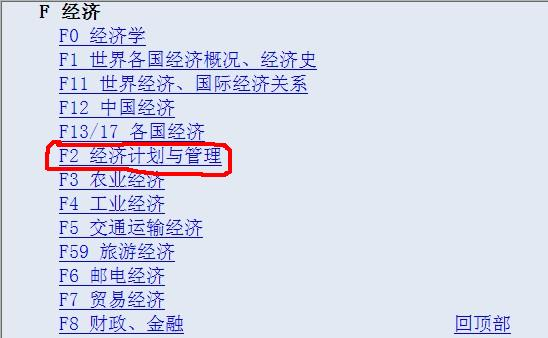 F 经济
F0 经济学
F1 世界各国经济概况、经济史
F11 世界经济、国际经济关系
F12 中国经济
F13/17 各国经济
F2 经济计划与管理
F3 农业经济
F4 工业经济
F5 交通运输经济
F59 旅游经济
F6 邮电经济
F7 贸易经济
F8 财政、金融 回顶部